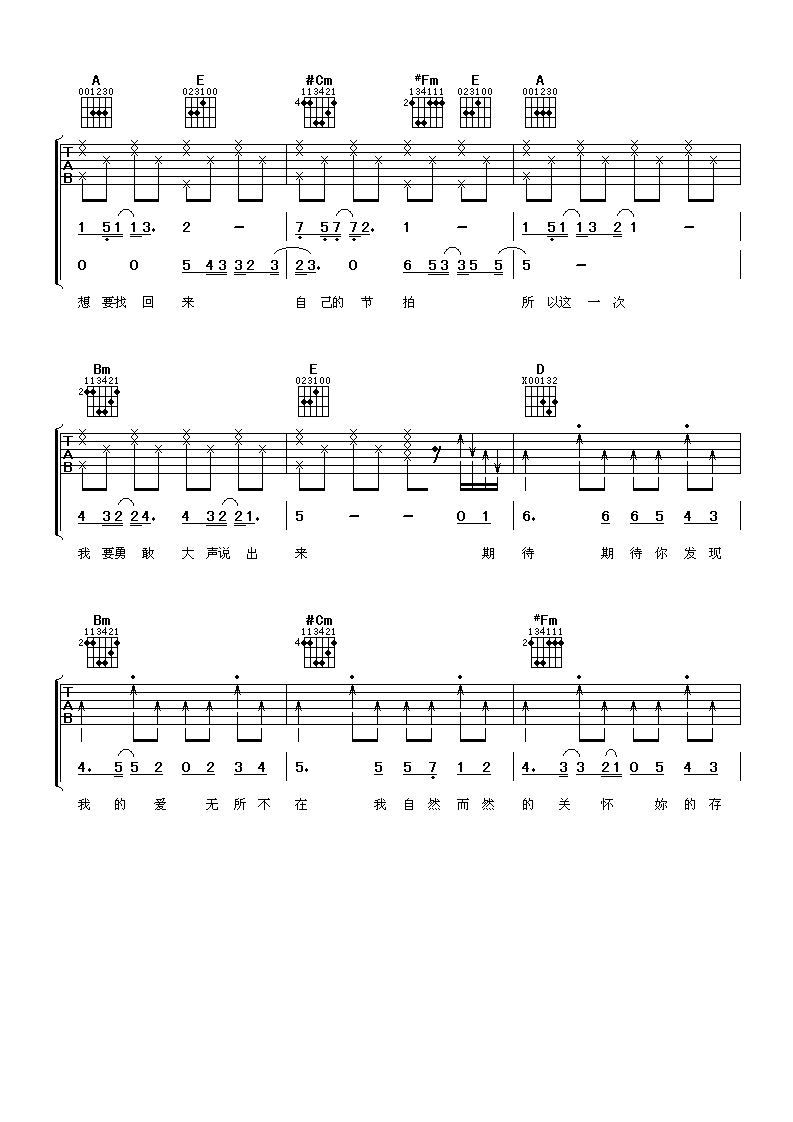 A E #Cm #Fm E A
001230 023100 113421 134111 023100 001230
4 2
T
A
B
1 51 13. 2 - 7 57 72. 1 - 1 51 13 21 -
0 0 5 43 32 3 23. 0 6 53 35 5 5 -
想 要找 回 来 自 己的 节 拍 所 以这 一 次
Bm E D
113421 023100 X00132
2
T
A
B
4 32 24. 4 32 21. 5 - - 0 1 6. 6 6 5 4 3
我 要勇 敢 大 声说 出 来 期 待 期 待 你 发 现
Bm #Cm #Fm
113421 113421 134111
2 4 2
T
A
B
4. 5 5 2 0 2 3 4 5. 5 5 7 1 2 4. 3 3 21 0 5 4 3
我 的 爱 无 所 不 在 我 自 然 而 然 的 关 怀 妳 的 存